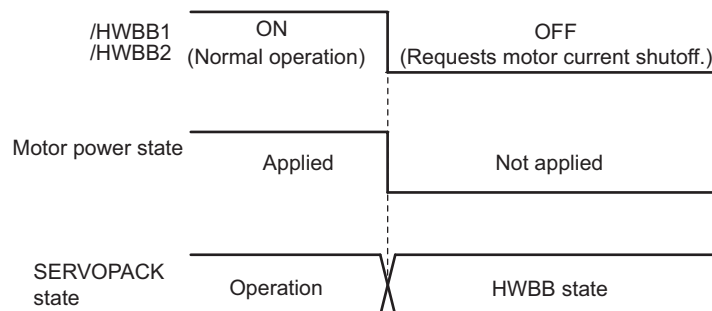 /HWBB1
/HWBB2
ON
(Normal operation)
OFF
(Requests motor current shutoff.)
Motor power state
Applied
Not applied
SERVOPACK
state
Operation
HWBB state